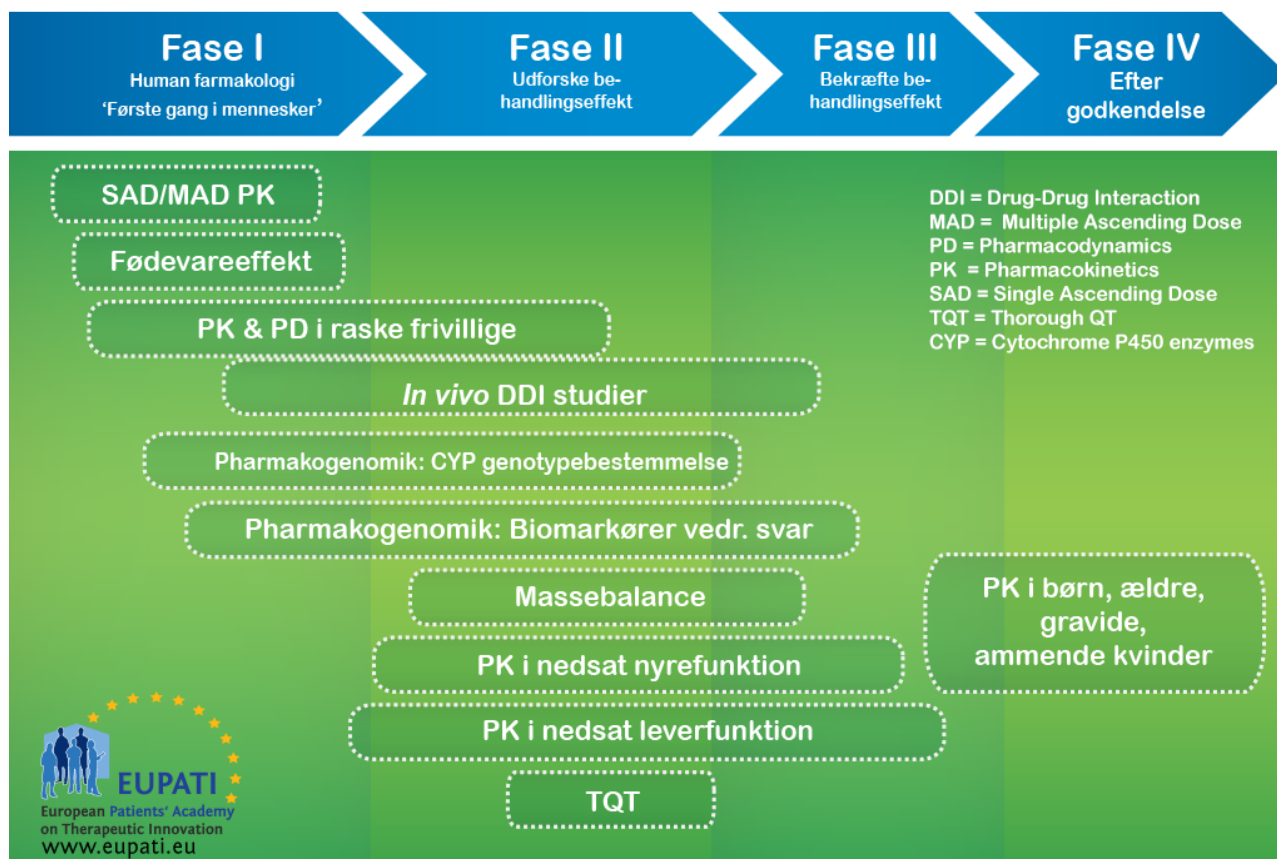 Fase I
Human farmakologi
‘Første gang i mennesker’
Fase II
Udforske be-
handlingseffekt
Fase III
Bekræfte be-
handlingseffekt
Fase IV
Efter
godkendelse
SAD/MAD PK
Fødevareeffekt
PK & PD i raske frivillige
In vivo DDI studier
Pharmakogenomik: CYP genotypebestemmelse
Pharmakogenomik: Biomarkører vedr. svar
Massebalance
PK i nedsat nyrefunktion
PK i nedsat leverfunktion
TQT
DDI = Drug-Drug Interaction
MAD = Multiple Ascending Dose
PD = Pharmacodynamics
PK = Pharmacokinetics
SAD = Single Ascending Dose
TQT = Thorough QT
CYP = Cytochrome P450 enzymes
PK i børn, ældre,
gravide,
ammende kvinder
EUPATI
European Patients’ Academy
on Therapeutic Innovation
www.eupati.eu